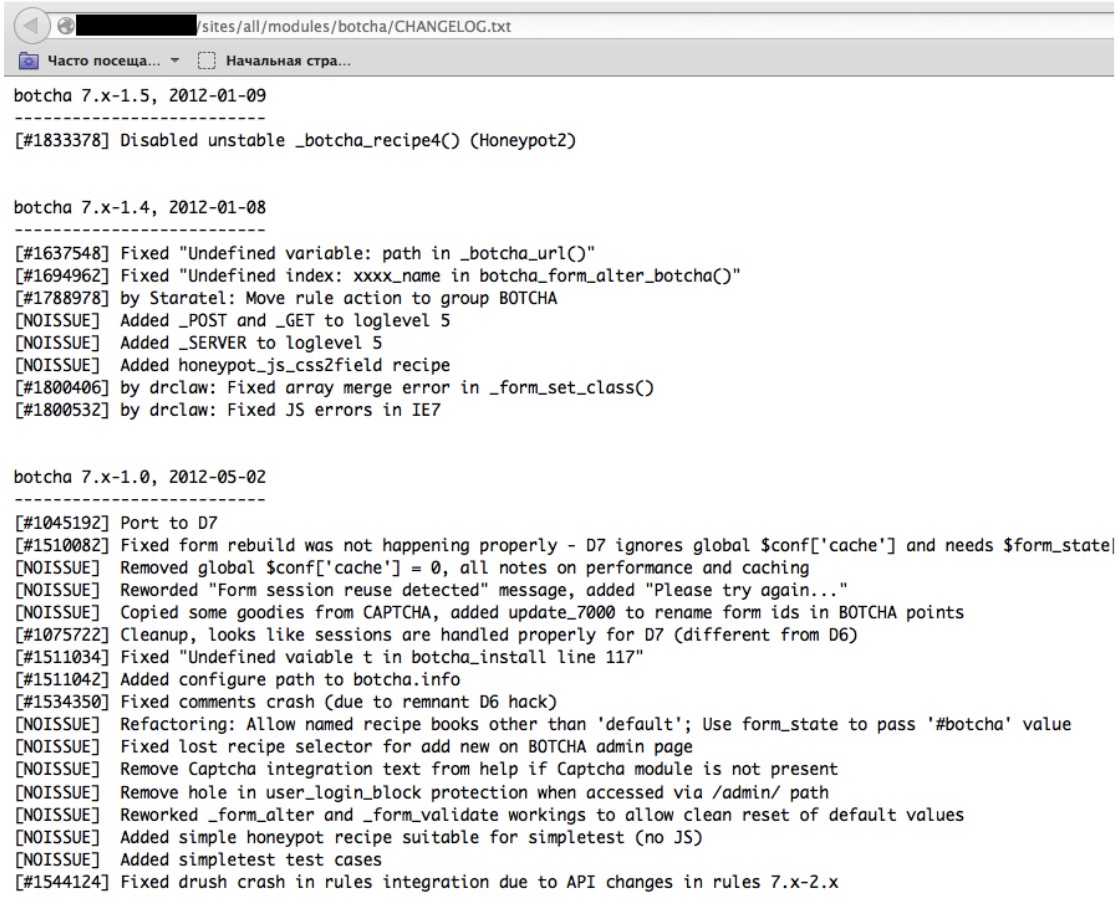 /sites/all/modules/botcha/CHANGELOG.txt
Часто посеща... Начальная стра...
botcha 7.x-1.5, 2012-01-09
--------------------------
[#1833378] Disabled unstable _botcha_recipe4() (Honeypot2)
botcha 7.x-1.4, 2012-01-08
--------------------------
[#1637548] Fixed "Undefined variable: path in _botcha_url()"
[#1694962] Fixed "Undefined index: xxxx_name in botcha_form_alter_botcha()"
[#1788978] by Staratel: Move rule action to group BOTCHA
[NOISSUE] Added _POST and _GET to loglevel 5
[NOISSUE] Added _SERVER to loglevel 5
[NOISSUE] Added honeypot_js_css2field recipe
[#1800406] by drclaw: Fixed array merge error in _form_set_class()
[#1800532] by drclaw: Fixed JS errors in IE7
botcha 7.x-1.0, 2012-05-02
--------------------------
[#1045192] Port to D7
[#1510082] Fixed form rebuild was not happening properly - D7 ignores global $conf['cache'] and needs $form_state[
[NOISSUE] Removed global $conf['cache'] = 0, all notes on performance and caching
[NOISSUE] Reworded "Form session reuse detected" message, added "Please try again..."
[NOISSUE] Copied some goodies from CAPTCHA, added update_7000 to rename form ids in BOTCHA points
[#1075722] Cleanup, looks like sessions are handled properly for D7 (different from D6)
[#1511034] Fixed "Undefined vaiable t in botcha_install line 117"
[#1511042] Added configure path to botcha.info
[#1534350] Fixed comments crash (due to remnant D6 hack)
[NOISSUE] Refactoring: Allow named recipe books other than 'default'; Use form_state to pass '#botcha' value
[NOISSUE] Fixed lost recipe selector for add new on BOTCHA admin page
[NOISSUE] Remove Captcha integration text from help if Captcha module is not present
[NOISSUE] Remove hole in user_login_block protection when accessed via /admin/ path
[NOISSUE] Reworked _form_alter and _form_validate workings to allow clean reset of default values
[NOISSUE] Added simple honeypot recipe suitable for simpletest (no JS)
[NOISSUE] Added simpletest test cases
[#1544124] Fixed drush crash in rules integration due to API changes in rules 7.x-2.x